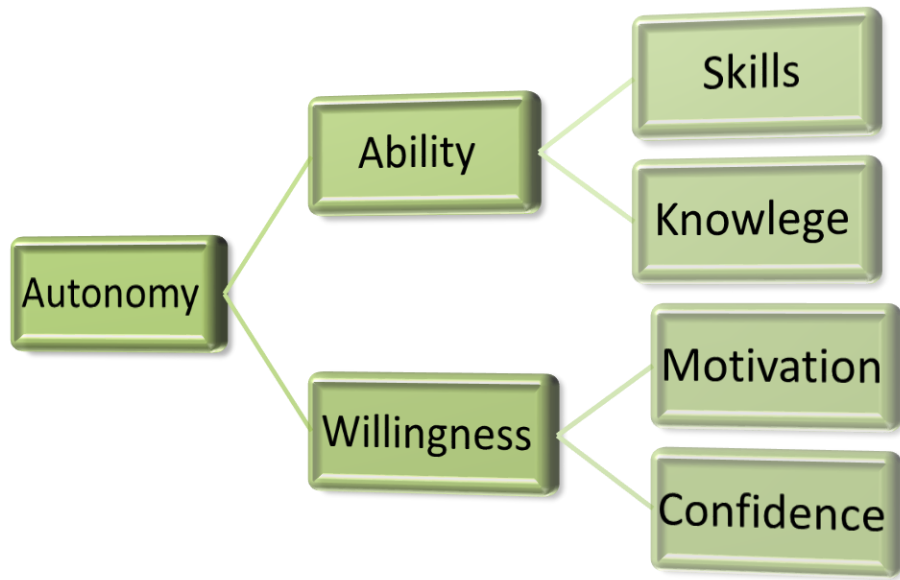 Autonomy
Ability
Skills
Knowlege
Willingness
Motivation
Confidence